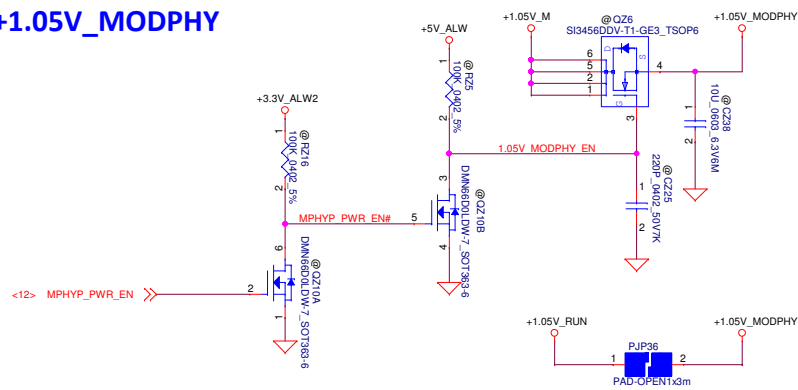 +1.05V_MODPHY
+5V_ALW
+1.05V_M
@ QZ6
SI3456DDV-T1-GE3_TSOP6
+1.05V_MODPHY
6
5
2
1
D
S
G
4
3
1
2
@ RZ5
100K_0402_5%
1
2
@ CZ38
10U_0603_6.3V6M
+3.3V_ALW2
1
2
@ RZ16
100K_0402_5%
1.05V_MODPHY_EN
1
2
@ CZ25
220P_0402_50V7K
MPHYP_PWR_EN#
5
3
4
@ QZ10B
DMN66D0LDW-7_SOT363-6
<12> MPHYP_PWR_EN
2
6
1
@ QZ10A
DMN66D0LDW-7_SOT363-6
+1.05V_RUN
+1.05V_MODPHY
PJP36
1
2
PAD-OPEN1x3m